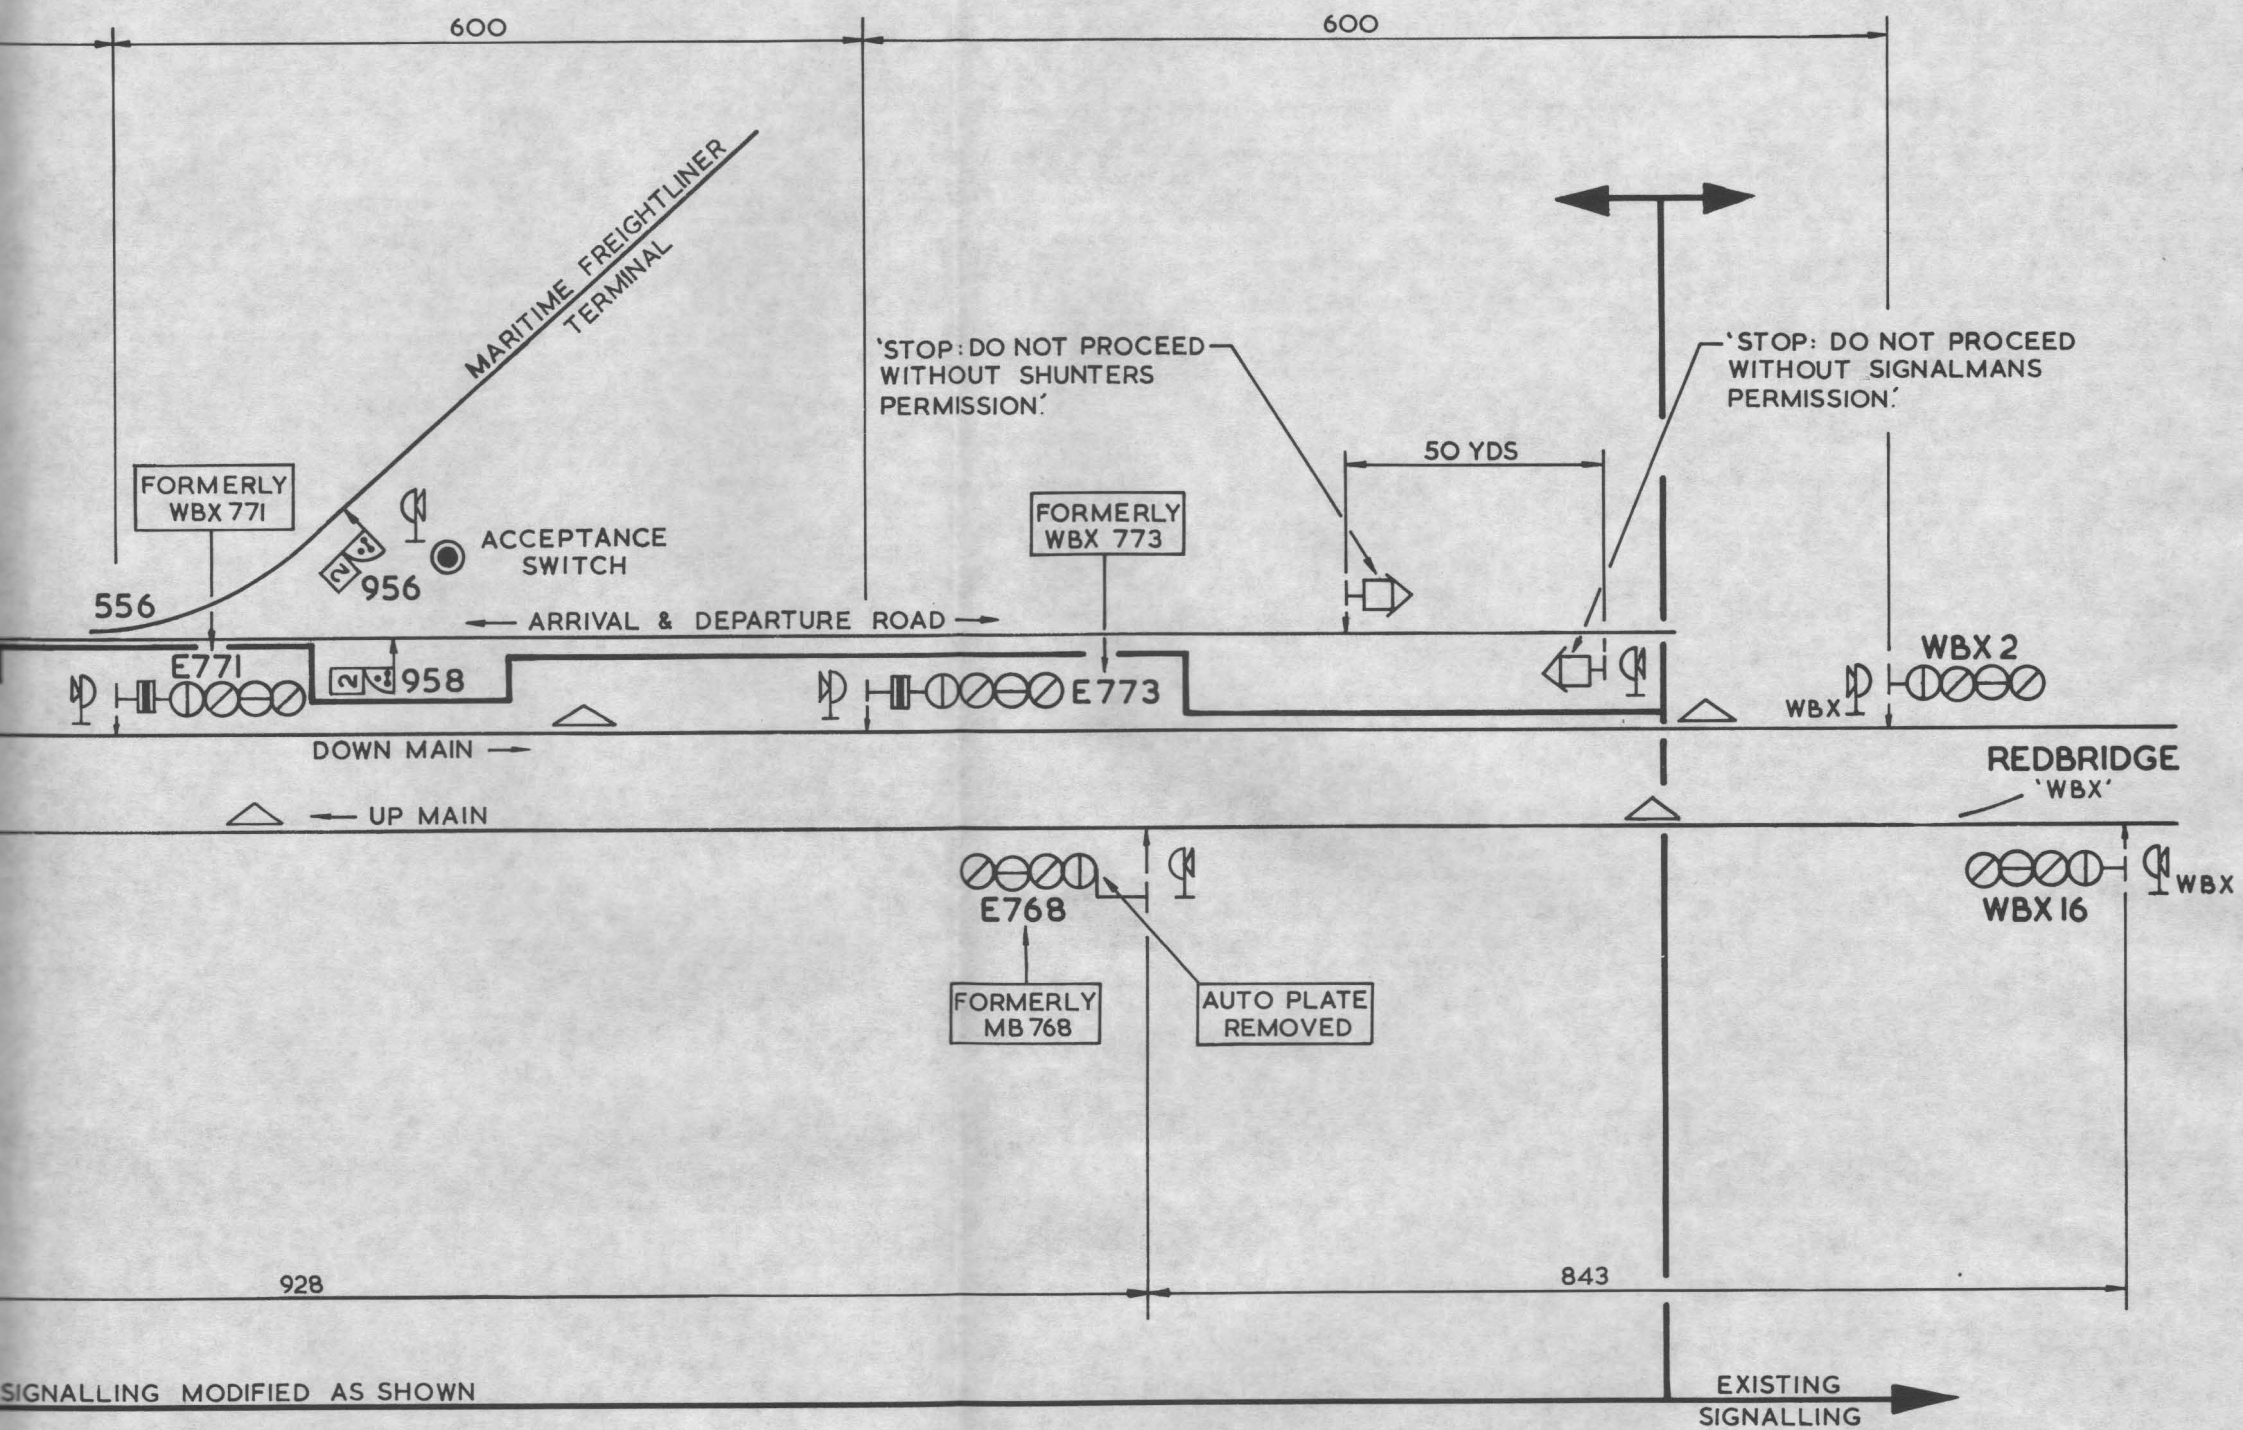 600
600
MARITIME FREIGHTLINER
TERMINAL
'STOP: DO NOT PROCEED
WITHOUT SHUNTERS
PERMISSION.'
'STOP: DO NOT PROCEED
WITHOUT SIGNALMANS
PERMISSION.'
50 YDS
FORMERLY
WBX 771
FORMERLY
WBX 773
ACCEPTANCE
SWITCH
2
956
556
ARRIVAL & DEPARTURE ROAD
E771
2
958
E773
WBX 2
WBX
DOWN MAIN
REDBRIDGE
'WBX'
UP MAIN
E768
WBX 16
WBX
FORMERLY
MB 768
AUTO PLATE
REMOVED
928
843
SIGNALLING MODIFIED AS SHOWN
EXISTING
SIGNALLING